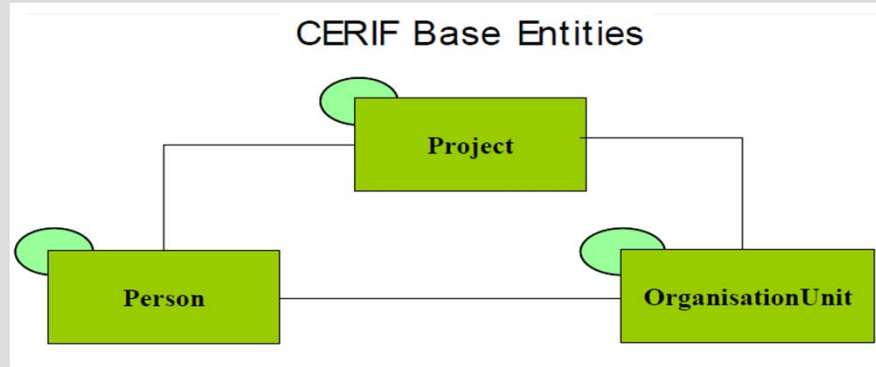 CERIF Base Entities
Project
Person
OrganisationUnit